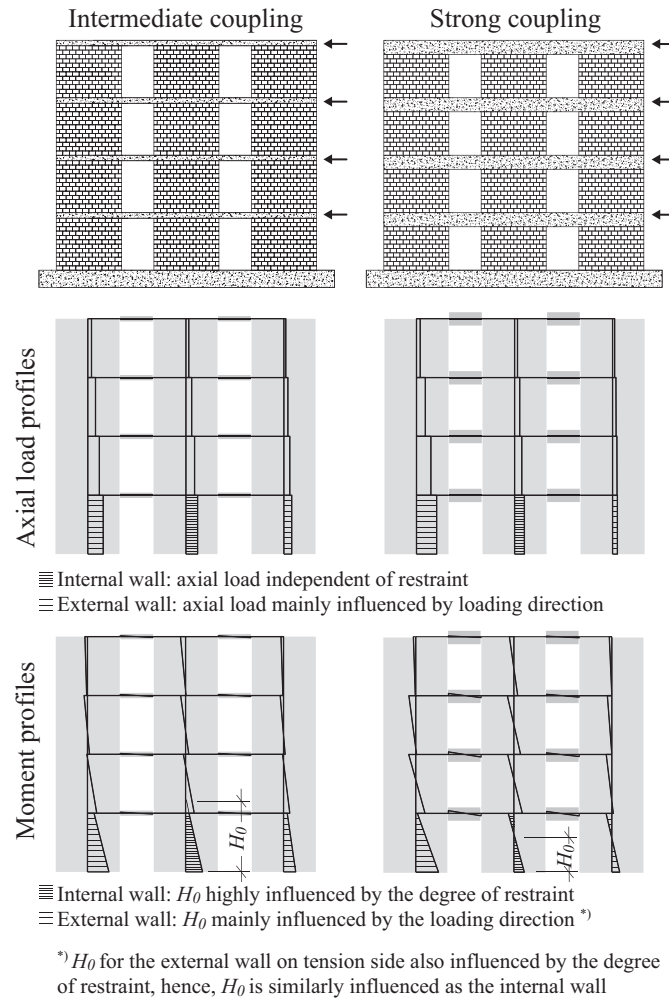 Intermediate coupling
Strong coupling
Axial load profiles
Internal wall: axial load independent of restraint
External wall: axial load mainly influenced by loading direction
Moment profiles
H0
H0
Internal wall: H0 highly influenced by the degree of restraint
External wall: H0 mainly influenced by the loading direction *)
*) H0 for the external wall on tension side also influenced by the degree
of restraint, hence, H0 is similarly influenced as the internal wall